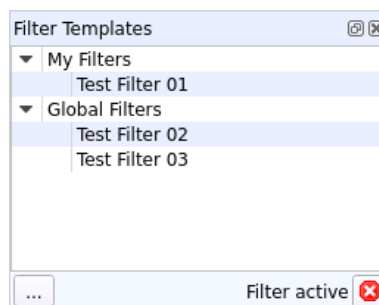 Filter Templates
My Filters
Test Filter 01
Global Filters
Test Filter 02
Test Filter 03
... Filter active